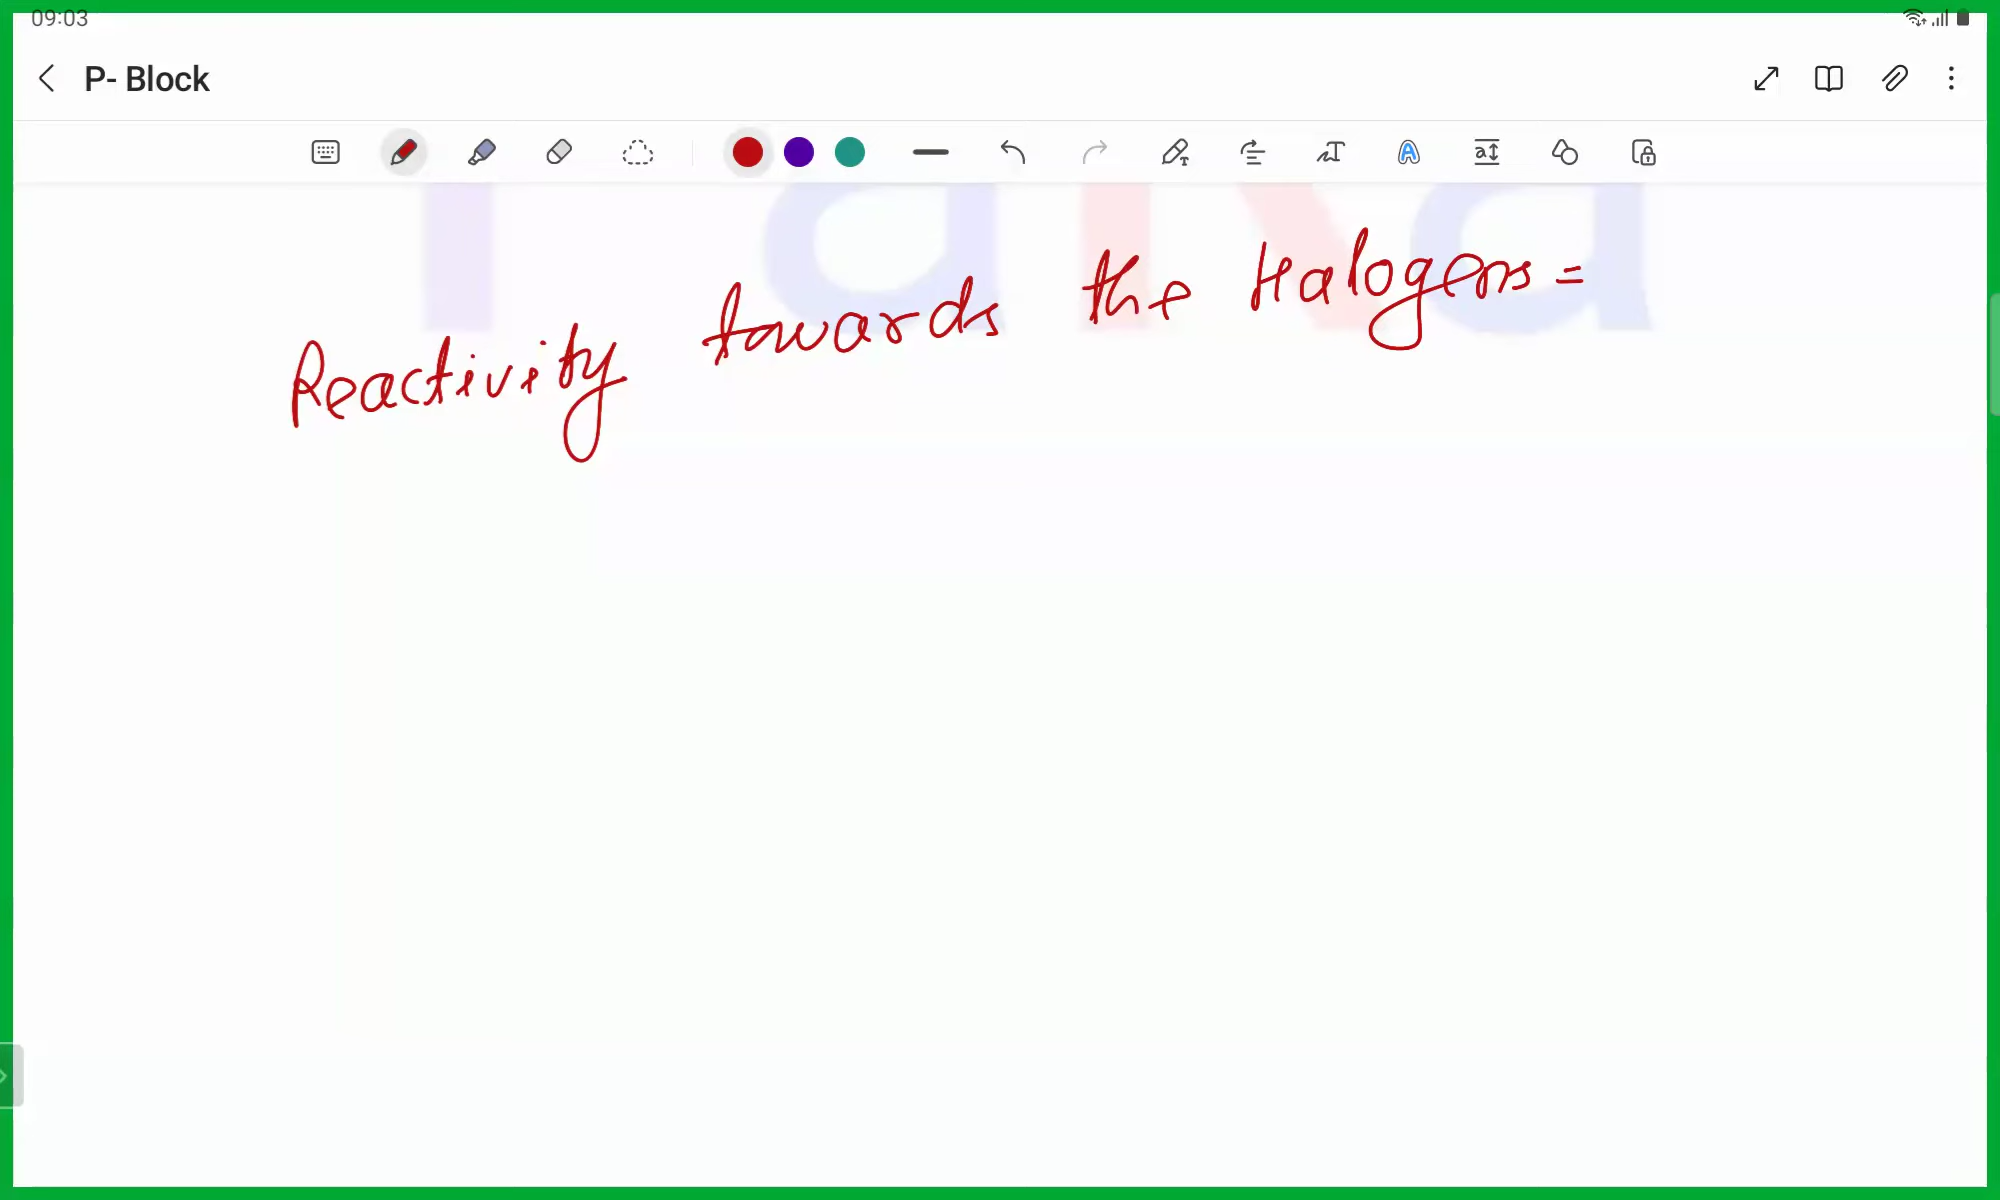 09:03
P- Block
Reactivity towards the Halogens =